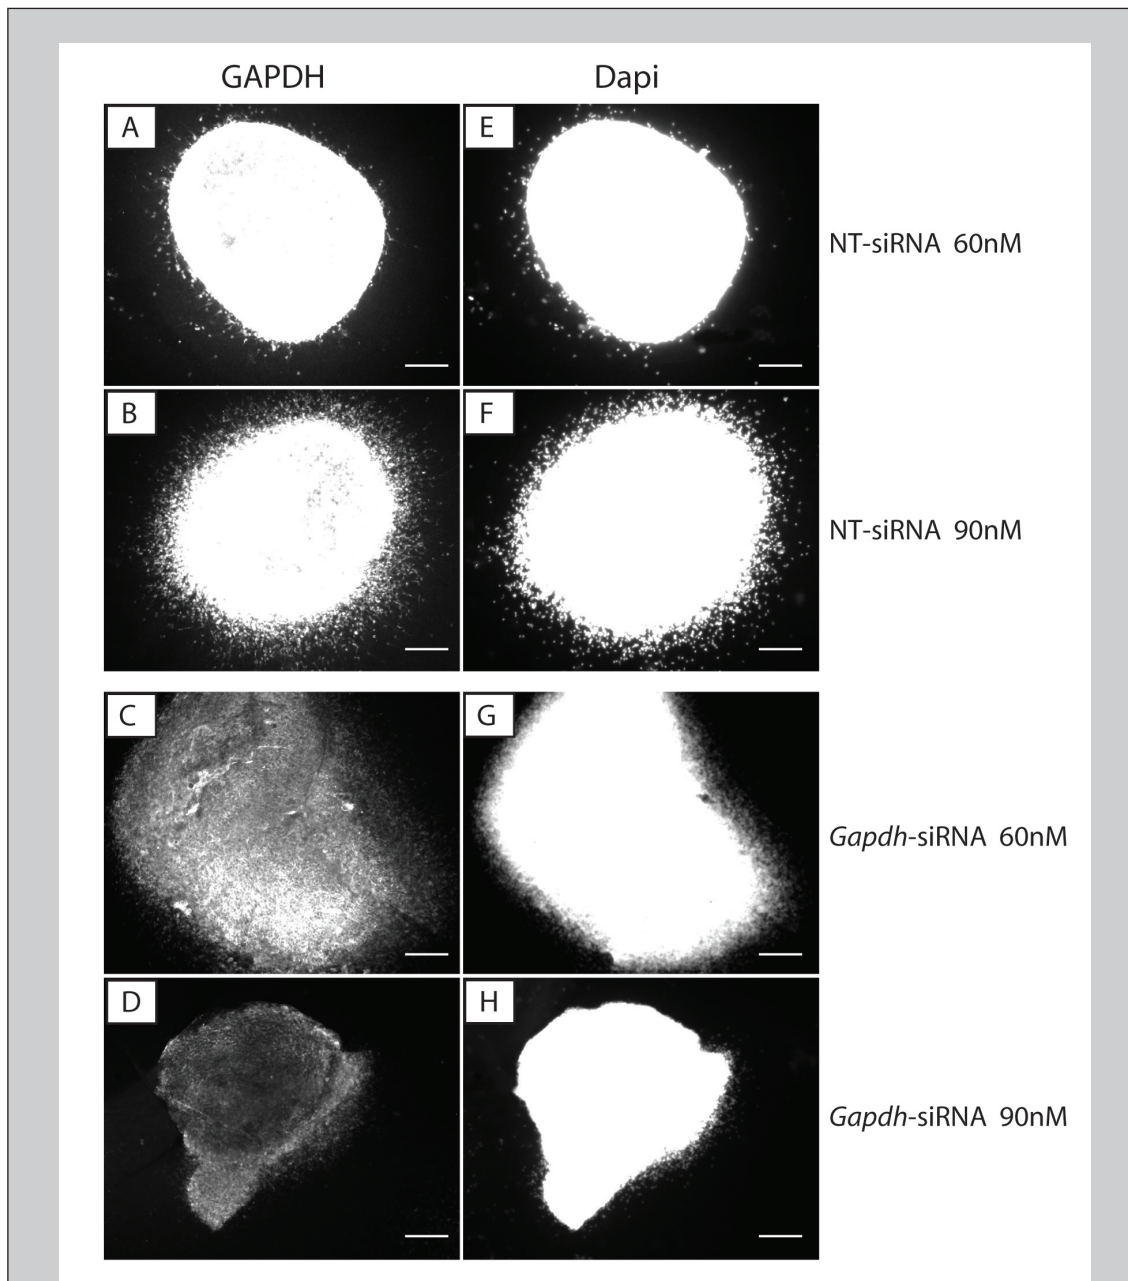 GAPDH Dapi
A E
NT-siRNA 60nM
B F
NT-siRNA 90nM
C G
Gapdh-siRNA 60nM
D H
Gapdh-siRNA 90nM